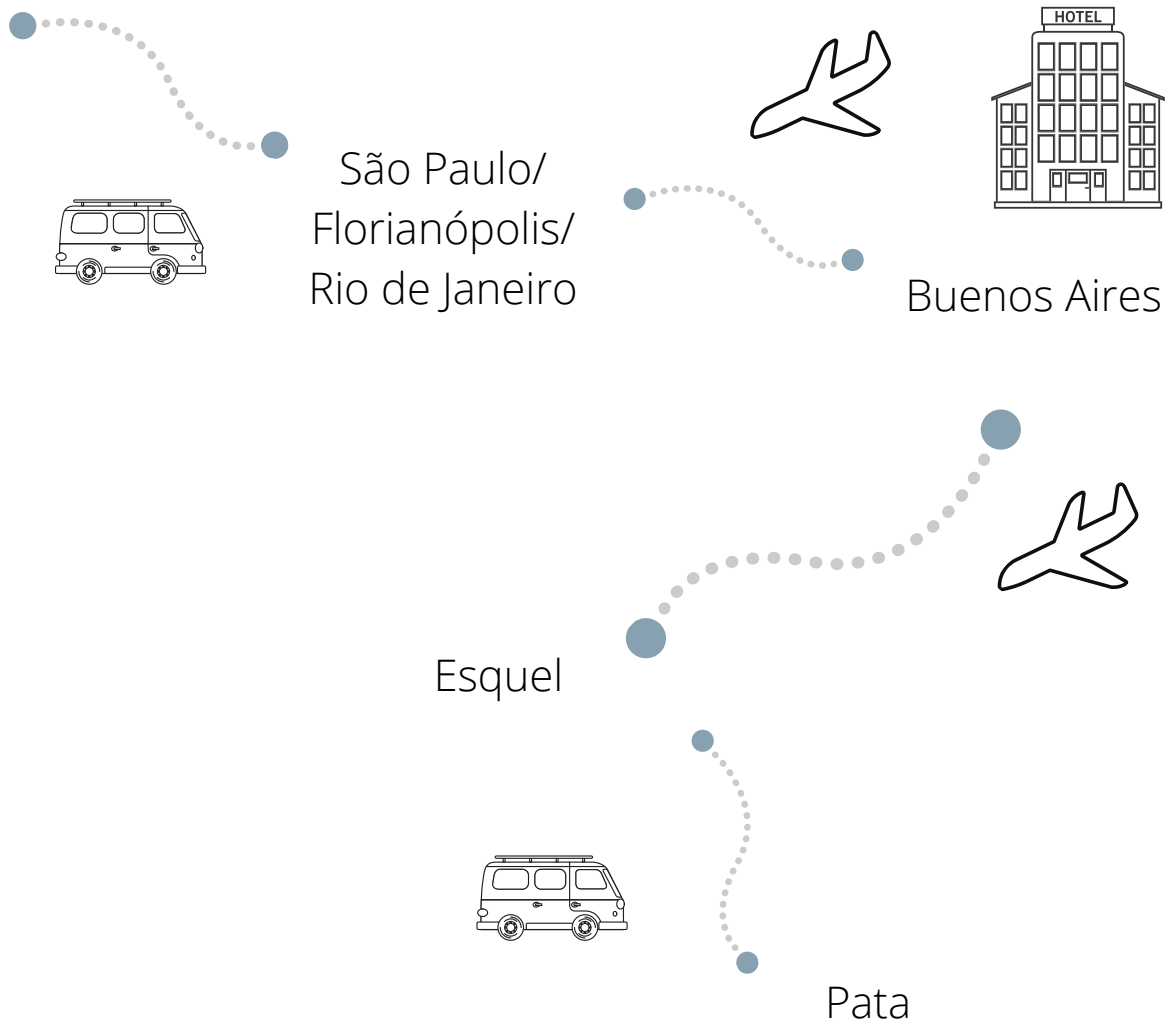 HOTEL
São Paulo/
Florianópolis/
Rio de Janeiro
Buenos Aires
Esquel
Pata